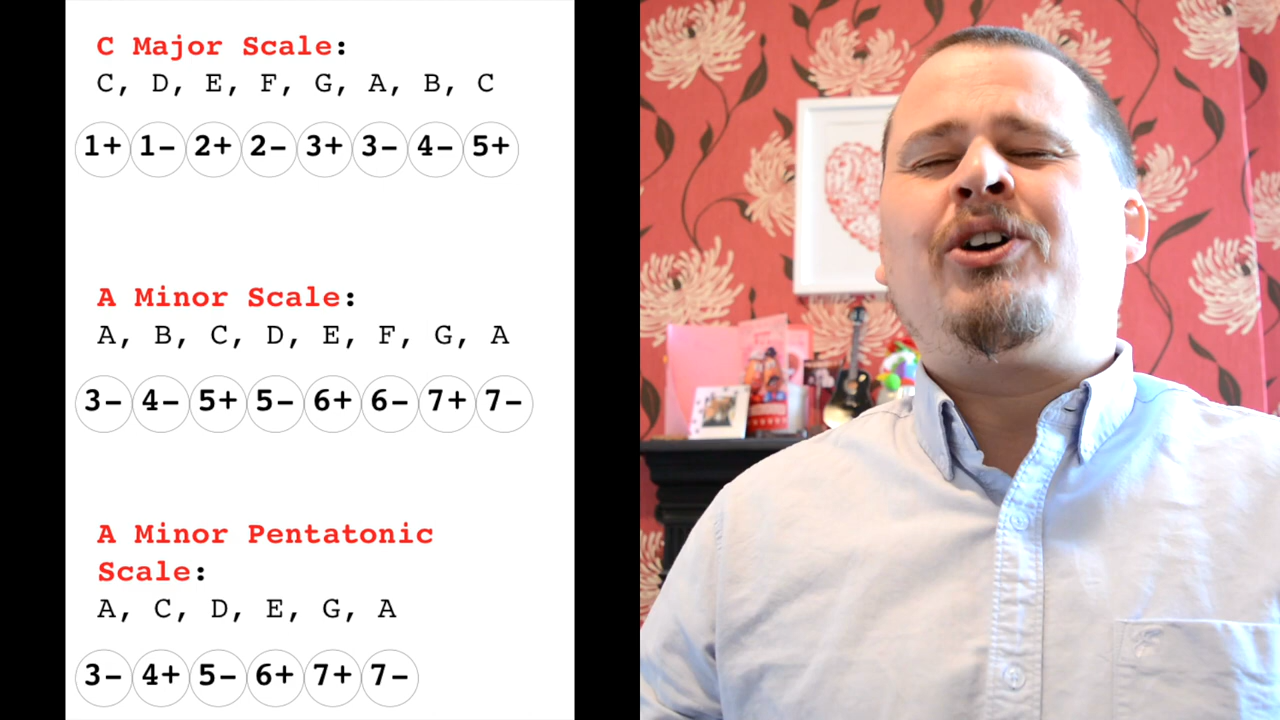 C Major Scale:
C, D, E, F, G, A, B, C
1+ 1- 2+ 2- 3+ 3- 4- 5+
A Minor Scale:
A, B, C, D, E, F, G, A
3- 4- 5+ 5- 6+ 6- 7+ 7-
A Minor Pentatonic
Scale:
A, C, D, E, G, A
3- 4+ 5- 6+ 7+ 7-